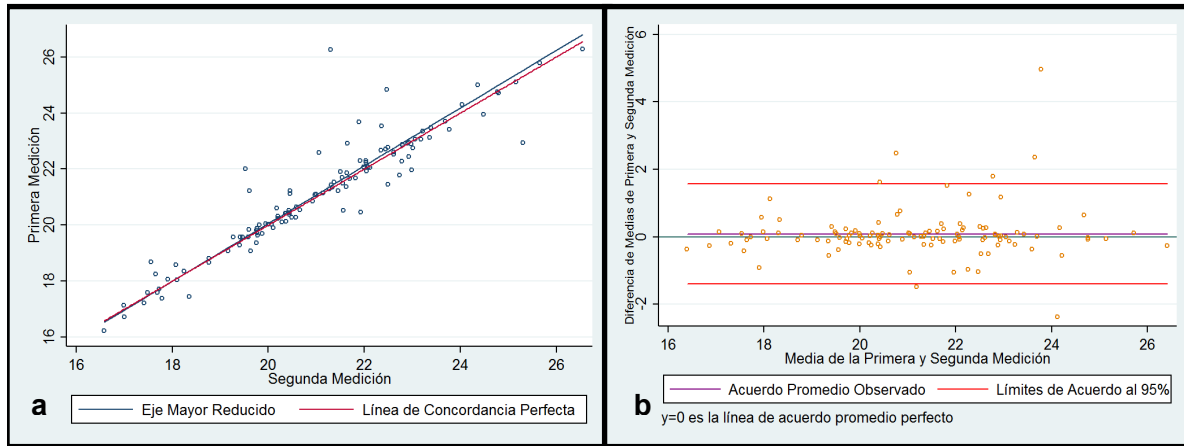 Primera Medición
26
24
22
20
18
16
16 18 20 22 24 26
Segunda Medición
a
Eje Mayor Reducido Línea de Concordancia Perfecta
Diferencia de Medias de Primera y Segunda Medición
6
4
2
0
-2
16 18 20 22 24 26
Media de la Primera y Segunda Medición
b
Acuerdo Promedio Observado Límites de Acuerdo al 95%
y=0 es la línea de acuerdo promedio perfecto